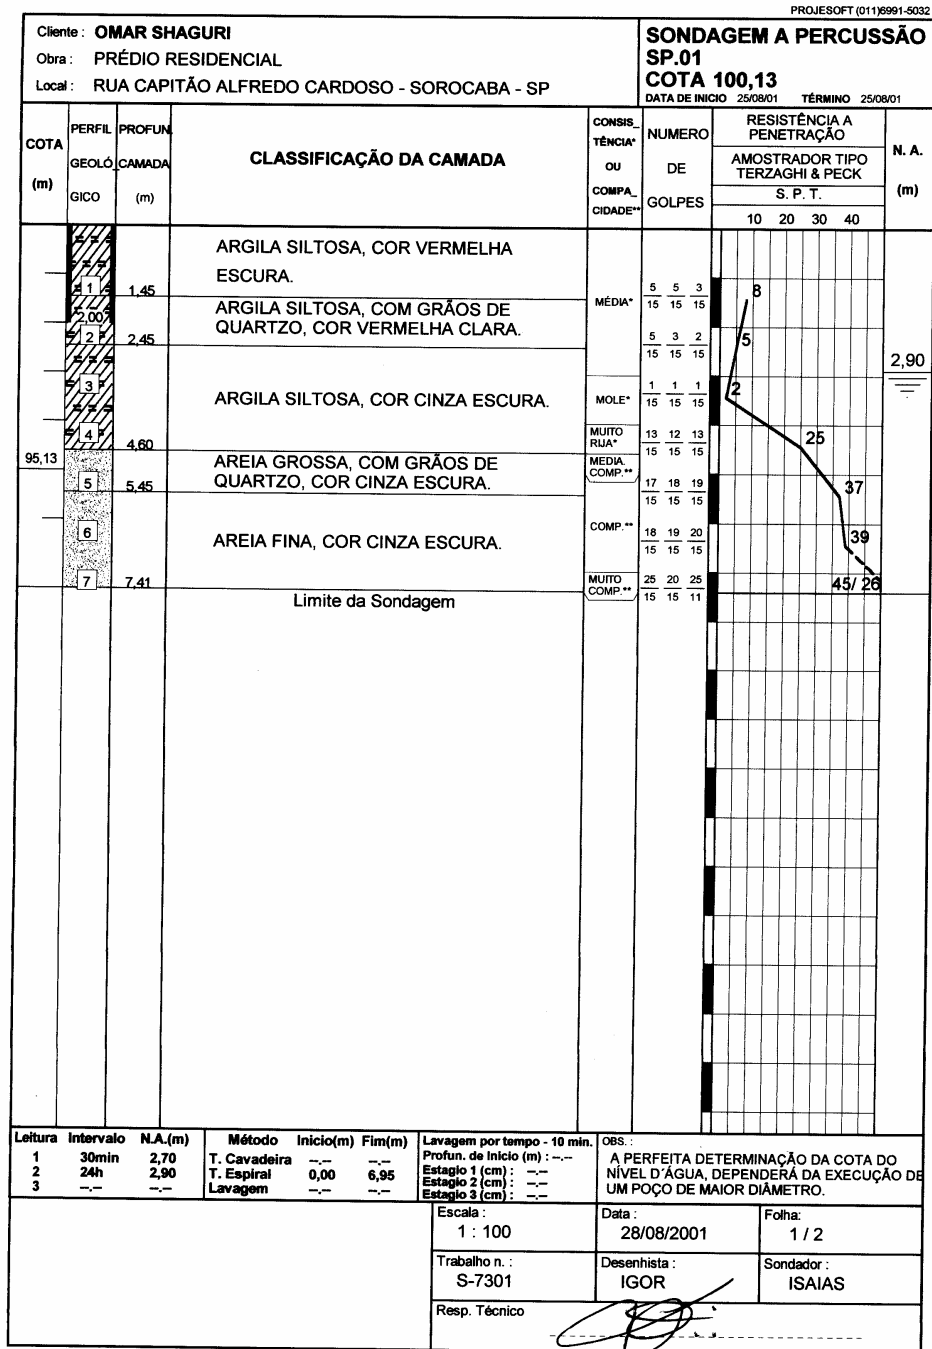 PROJESOFT (011)6991-5032
Cliente : OMAR SHAGURI
Obra : PRÉDIO RESIDENCIAL
Local : RUA CAPITÃO ALFREDO CARDOSO - SOROCABA - SP
SONDAGEM A PERCUSSÃO
SP.01
COTA 100,13
DATA DE INICIO 25/08/01 TÉRMINO 25/08/01
COTA
(m)
PERFIL
GEOLÓ_
GICO
PROFUN.
CAMADA
(m)
CLASSIFICAÇÃO DA CAMADA
CONSIS_
TÊNCIA*
OU
COMPA_
CIDADE**
NUMERO
DE
GOLPES
RESISTÊNCIA A
PENETRAÇÃO
AMOSTRADOR TIPO
TERZAGHI & PECK
S. P. T.
10 20 30 40
N. A.
(m)
ARGILA SILTOSA, COR VERMELHA
ESCURA.
1 1,45
MÉDIA*
5 5 3
15 15 15
8
ARGILA SILTOSA, COM GRÃOS DE
QUARTZO, COR VERMELHA CLARA.
2,00
2 2,45
5 3 2
15 15 15
5
2,90
3
ARGILA SILTOSA, COR CINZA ESCURA.
MOLE*
1 1 1
15 15 15
2
4 4,60
MUITO
RIJA*
13 12 13
15 15 15
25
95,13
AREIA GROSSA, COM GRÃOS DE
QUARTZO, COR CINZA ESCURA.
MEDIA.
COMP.**
5 5,45
17 18 19
15 15 15
37
6
AREIA FINA, COR CINZA ESCURA.
COMP.**
18 19 20
15 15 15
39
7 7,41
MUITO
COMP.**
25 20 25
15 15 11
45/ 26
Limite da Sondagem
Leitura Intervalo N.A.(m)
1 30min 2,70
2 24h 2,90
3 --.-- --.--
Método Inicio(m) Fim(m)
T. Cavadeira --.-- --.--
T. Espiral 0,00 6,95
Lavagem --.-- --.--
Lavagem por tempo - 10 min.
Profun. de Inicio (m) : --.--
Estagio 1 (cm) : --.--
Estagio 2 (cm) : --.--
Estagio 3 (cm) : --.--
OBS. :
A PERFEITA DETERMINAÇÃO DA COTA DO
NÍVEL D´ÁGUA, DEPENDERÁ DA EXECUÇÃO DE
UM POÇO DE MAIOR DIÂMETRO.
Escala :
1 : 100
Data :
28/08/2001
Folha:
1 / 2
Trabalho n. :
S-7301
Desenhista :
IGOR
Sondador :
ISAIAS
Resp. Técnico